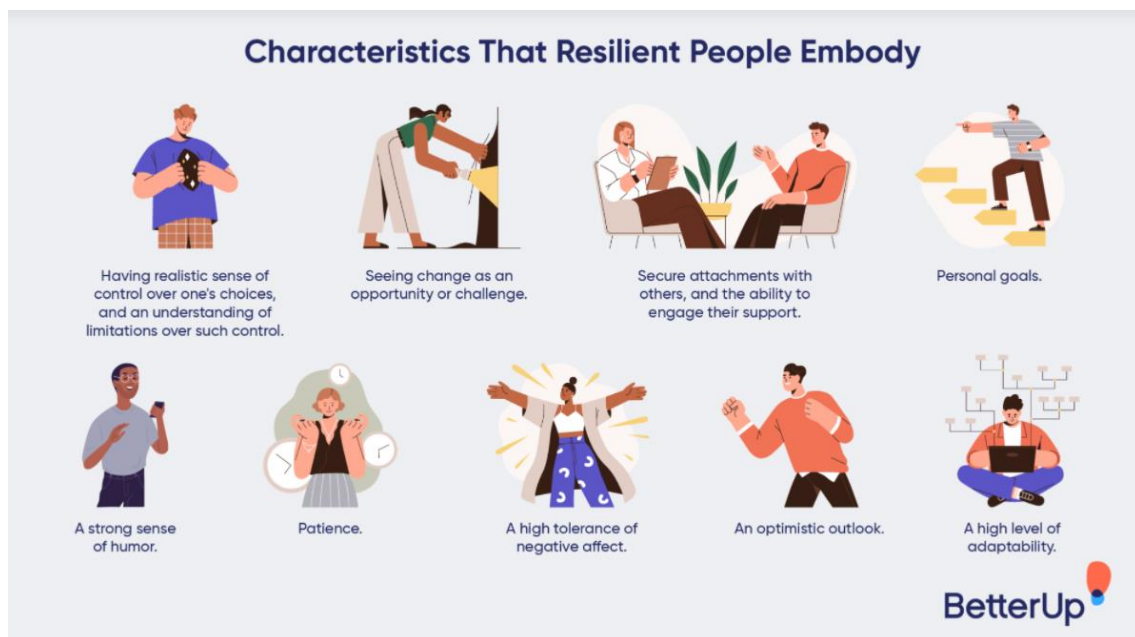 Characteristics That Resilient People Embody
Having realistic sense of
control over one's choices,
and an understanding of
limitations over such control.
Seeing change as an
opportunity or challenge.
Secure attachments with
others, and the ability to
engage their support.
Personal goals.
A strong sense
of humor.
Patience.
A high tolerance of
negative affect.
An optimistic outlook.
A high level of
adaptability.
BetterUp